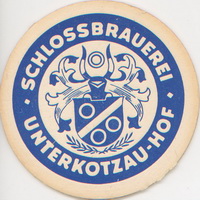 · SCHLOSSBRAUEREI ·
UNTERKOTZAU-HOF